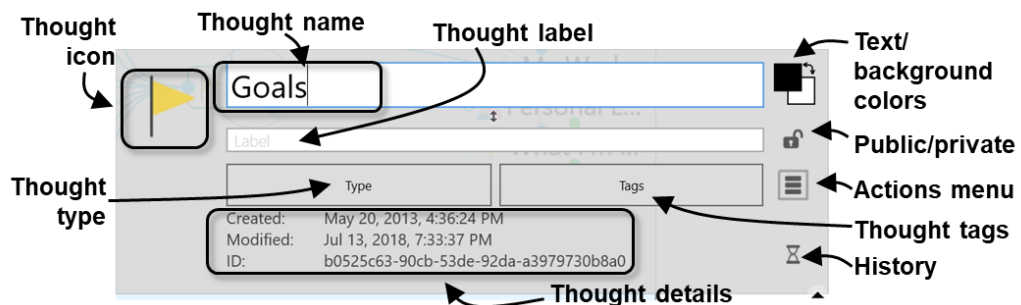 Thought name
Thought
icon
Thought label
Text/
background
colors
Goals
Label
Public/private
Type
Tags
Thought
type
Actions menu
Created: May 20, 2013, 4:36:24 PM
Modified: Jul 13, 2018, 7:33:37 PM
ID: b0525c63-90cb-53de-92da-a3979730b8a0
Thought tags
History
Thought details